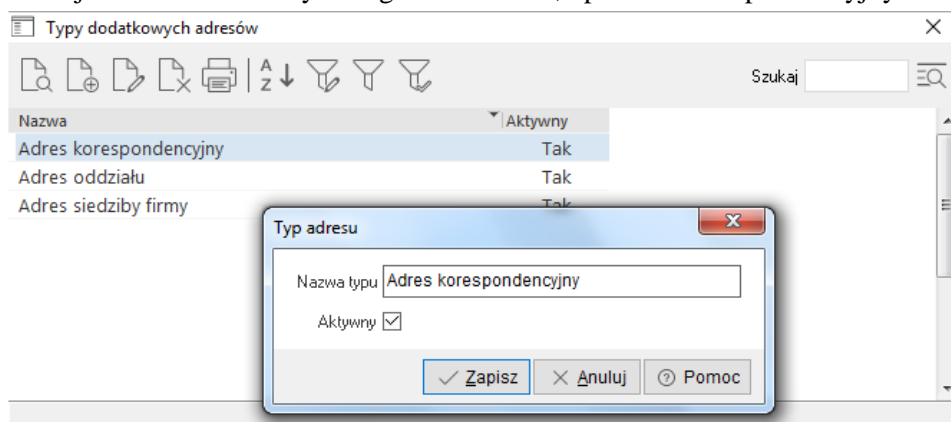 Typy dodatkowych adresów
Szukaj
Nazwa Aktywny
Adres korespondencyjny Tak
Adres oddziału Tak
Adres siedziby firmy Tak
Typ adresu
Nazwa typu Adres korespondencyjny
Aktywny
Zapisz Anuluj Pomoc